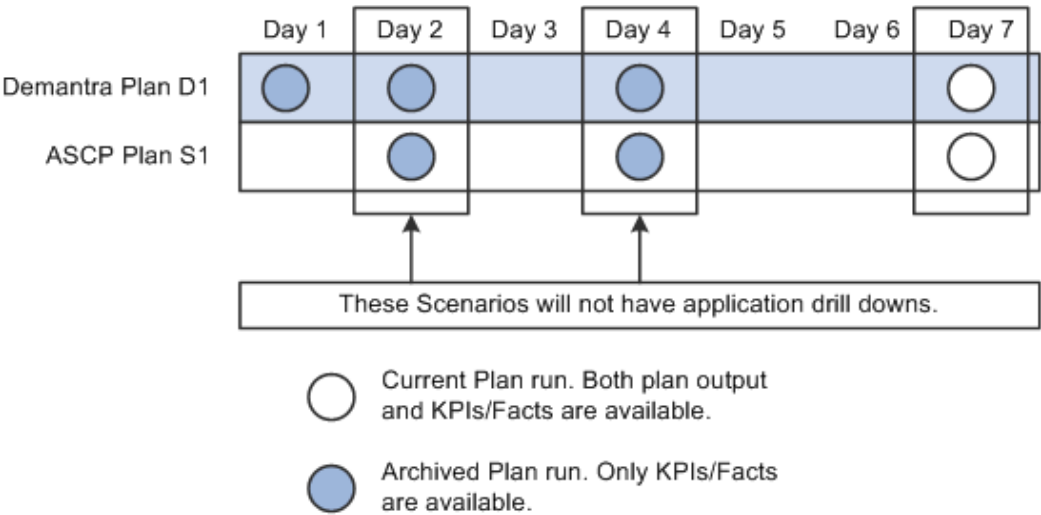 Day 1 Day 2 Day 3 Day 4 Day 5 Day 6 Day 7
Demantra Plan D1
ASCP Plan S1
These Scenarios will not have application drill downs.
Current Plan run. Both plan output
and KPIs/Facts are available.
Archived Plan run. Only KPIs/Facts
are available.